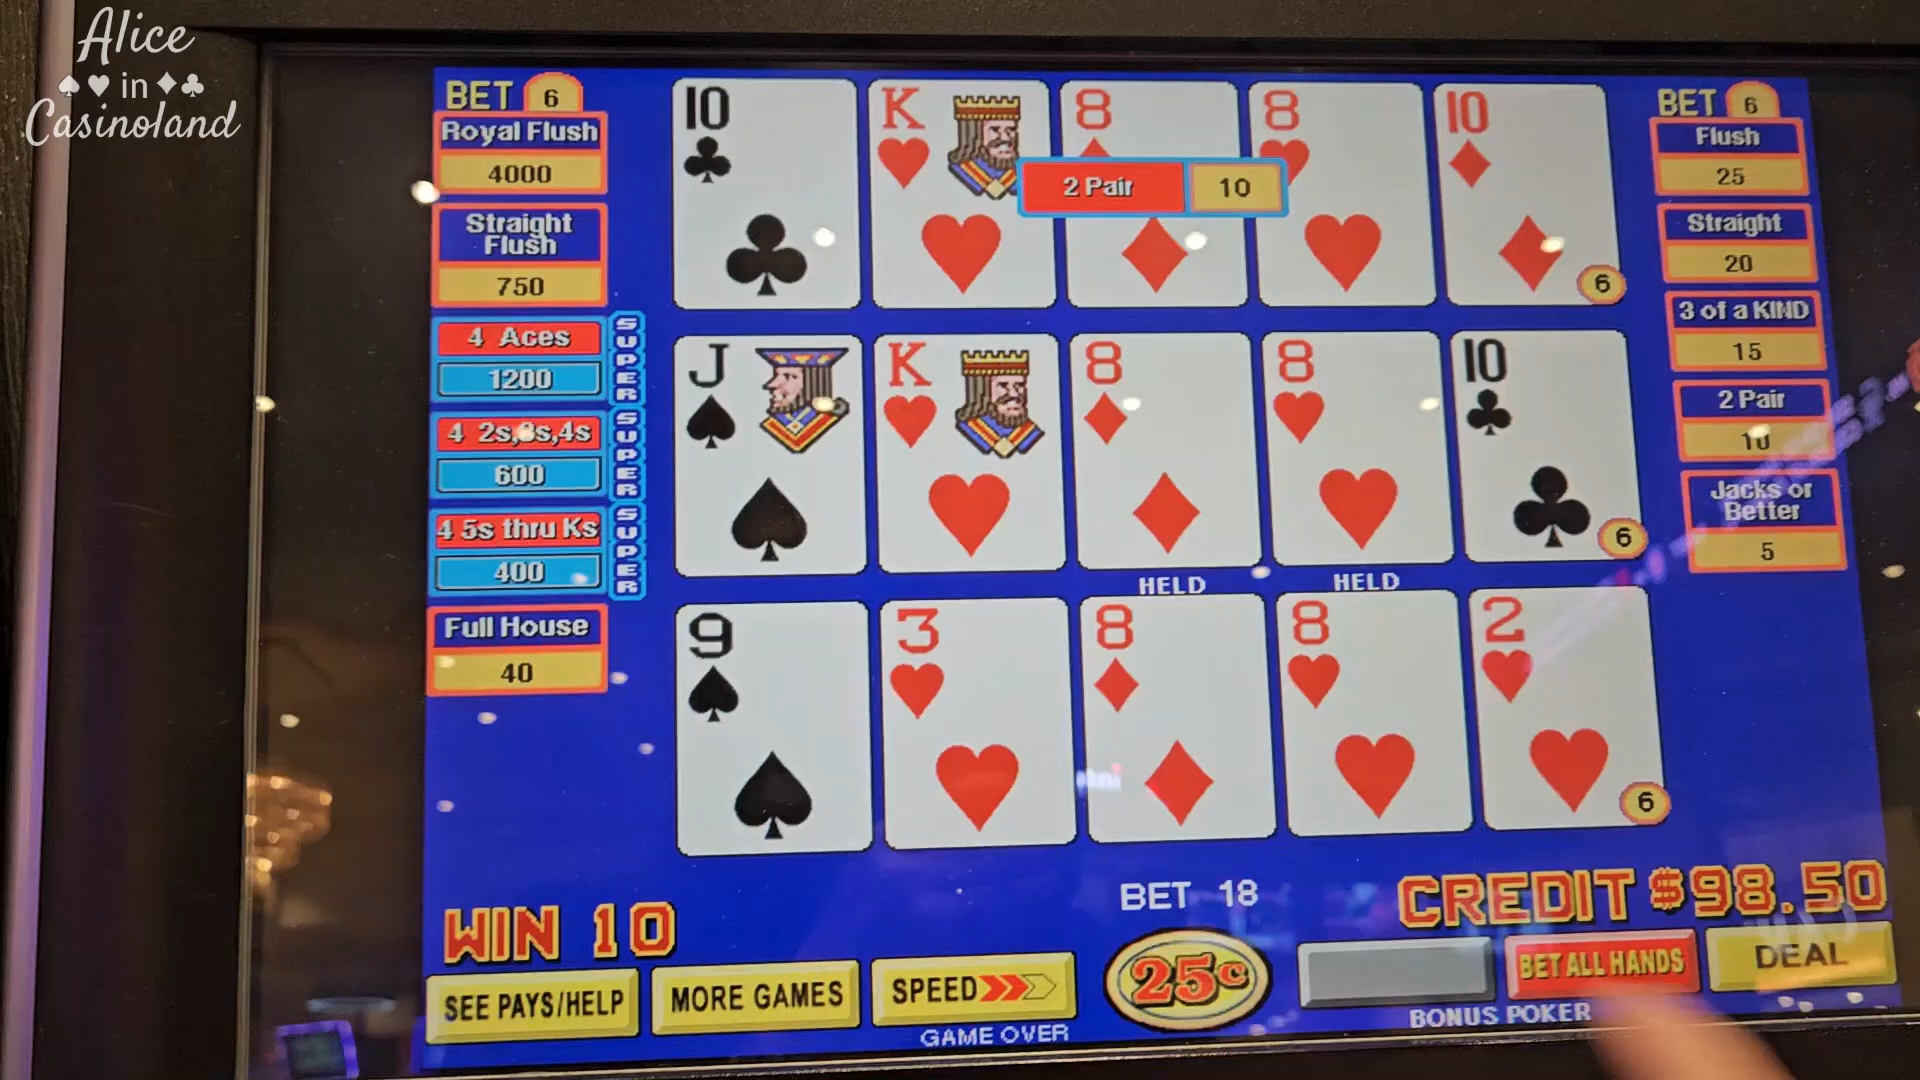 Alice
in
Casinoland
BET 6
Royal Flush
4000
Straight
Flush
750
4 Aces
1200
SUPER
4 2s,3s,4s
600
SUPER
4 5s thru Ks
400
SUPER
Full House
40
10
K
8
8
10
6
2 Pair 10
J
K
8
8
10
6
HELD HELD
9
3
8
8
2
6
BET 6
Flush
25
Straight
20
3 of a KIND
15
2 Pair
10
Jacks or
Better
5
WIN 10
BET 18
CREDIT $98.50
SEE PAYS/HELP
MORE GAMES
SPEED
25¢
BET ALL HANDS
DEAL
GAME OVER
BONUS POKER